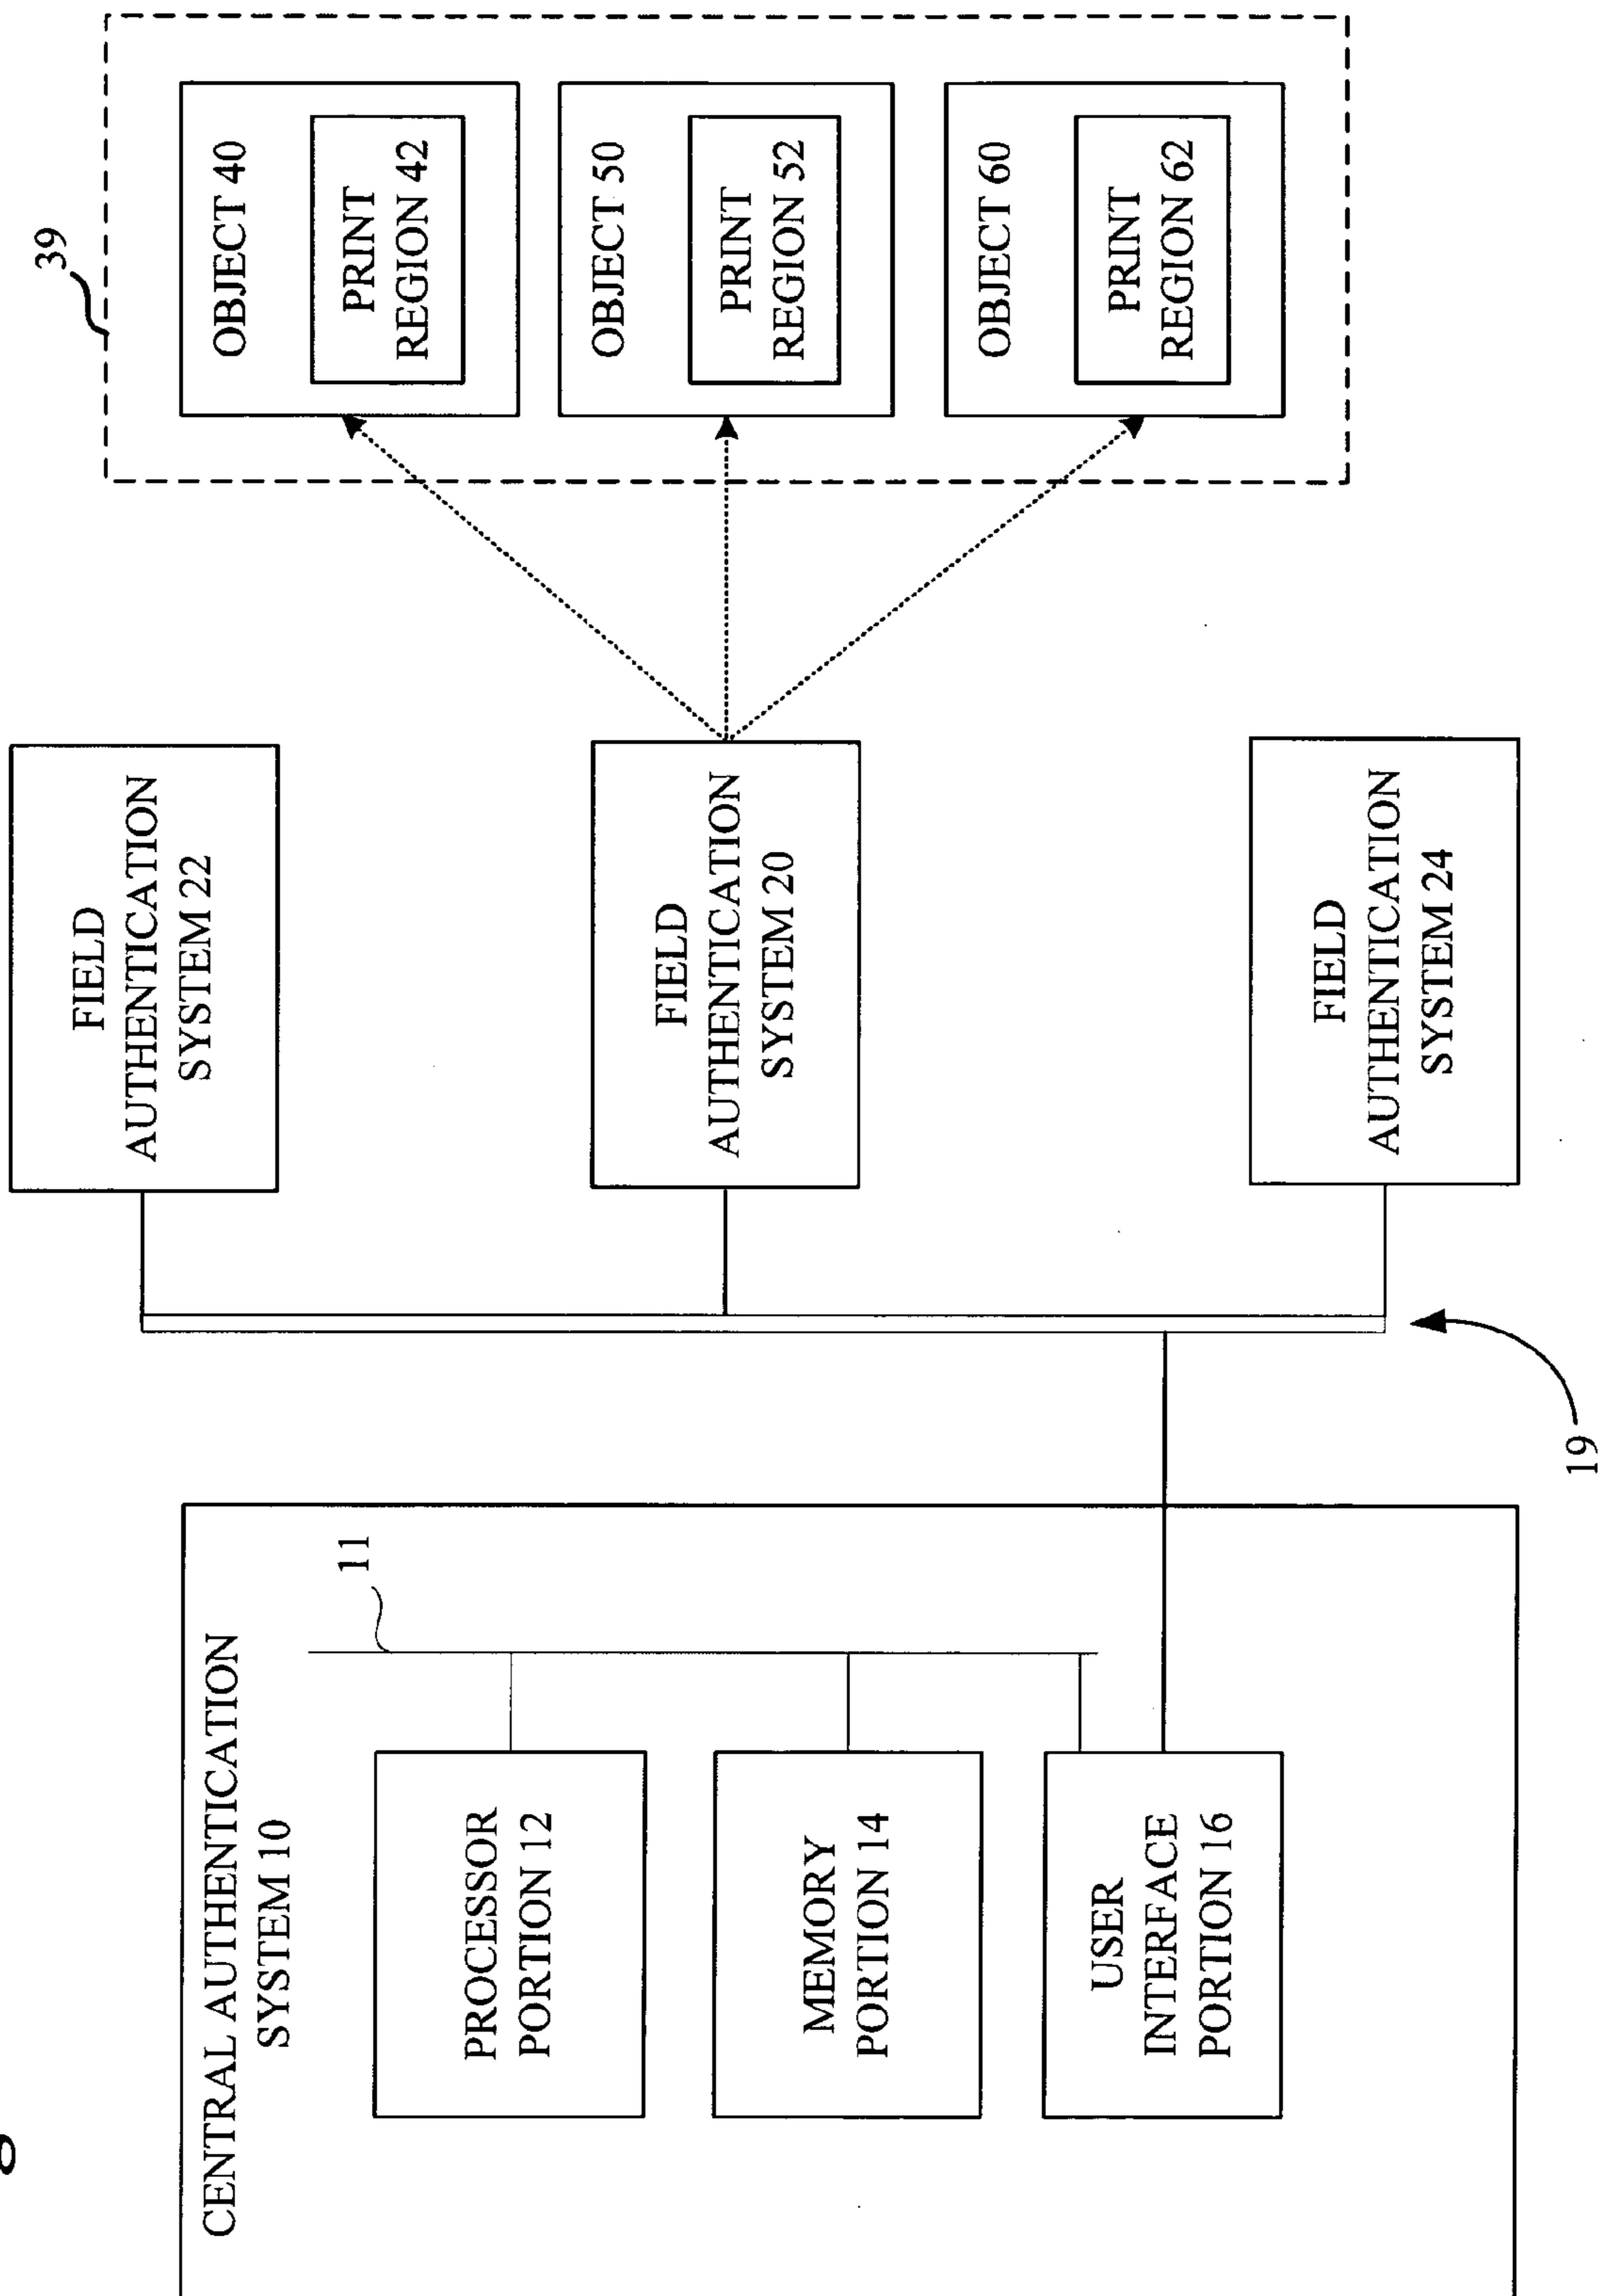 CENTRAL AUTHENTICATION
SYSTEM 10
11
PROCESSOR
PORTION 12
MEMORY
PORTION 14
USER
INTERFACE
PORTION 16
19
FIELD
AUTHENTICATION
SYSTEM 22
FIELD
AUTHENTICATION
SYSTEM 20
FIELD
AUTHENTICATION
SYSTEM 24
39
OBJECT 40
PRINT
REGION 42
OBJECT 50
PRINT
REGION 52
OBJECT 60
PRINT
REGION 62